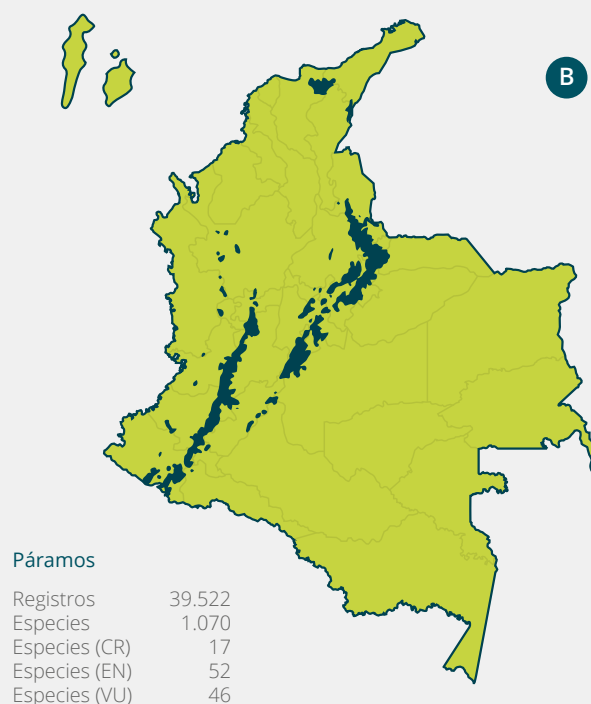 B
Páramos
Registros 39.522
Especies 1.070
Especies (CR) 17
Especies (EN) 52
Especies (VU) 46